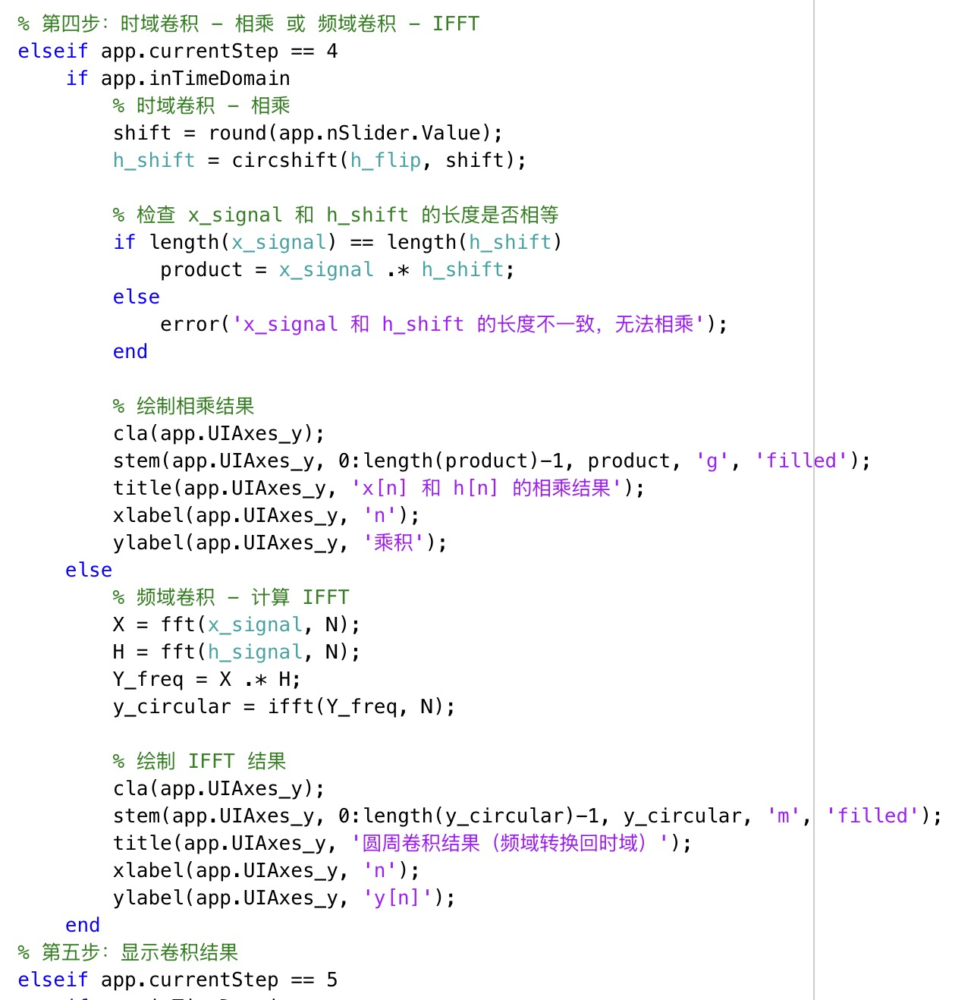 % 第四步：时域卷积 - 相乘 或 频域卷积 - IFFT
elseif app.currentStep == 4
    if app.inTimeDomain
        % 时域卷积 - 相乘
        shift = round(app.nSlider.Value);
        h_shift = circshift(h_flip, shift);

        % 检查 x_signal 和 h_shift 的长度是否相等
        if length(x_signal) == length(h_shift)
            product = x_signal .* h_shift;
        else
            error('x_signal 和 h_shift 的长度不一致，无法相乘');
        end

        % 绘制相乘结果
        cla(app.UIAxes_y);
        stem(app.UIAxes_y, 0:length(product)-1, product, 'g', 'filled');
        title(app.UIAxes_y, 'x[n] 和 h[n] 的相乘结果');
        xlabel(app.UIAxes_y, 'n');
        ylabel(app.UIAxes_y, '乘积');
    else
        % 频域卷积 - 计算 IFFT
        X = fft(x_signal, N);
        H = fft(h_signal, N);
        Y_freq = X .* H;
        y_circular = ifft(Y_freq, N);

        % 绘制 IFFT 结果
        cla(app.UIAxes_y);
        stem(app.UIAxes_y, 0:length(y_circular)-1, y_circular, 'm', 'filled');
        title(app.UIAxes_y, '圆周卷积结果（频域转换回时域）');
        xlabel(app.UIAxes_y, 'n');
        ylabel(app.UIAxes_y, 'y[n]');
    end
% 第五步：显示卷积结果
elseif app.currentStep == 5